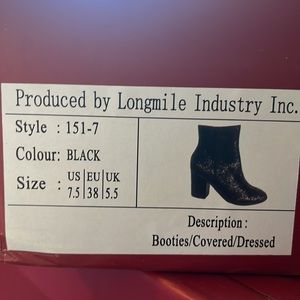 Produced by Longmile Industry Inc.
Style : 151-7
Colour: BLACK
Size : US|EU|UK
7.5|38|5.5
Description :
Booties/Covered/Dressed